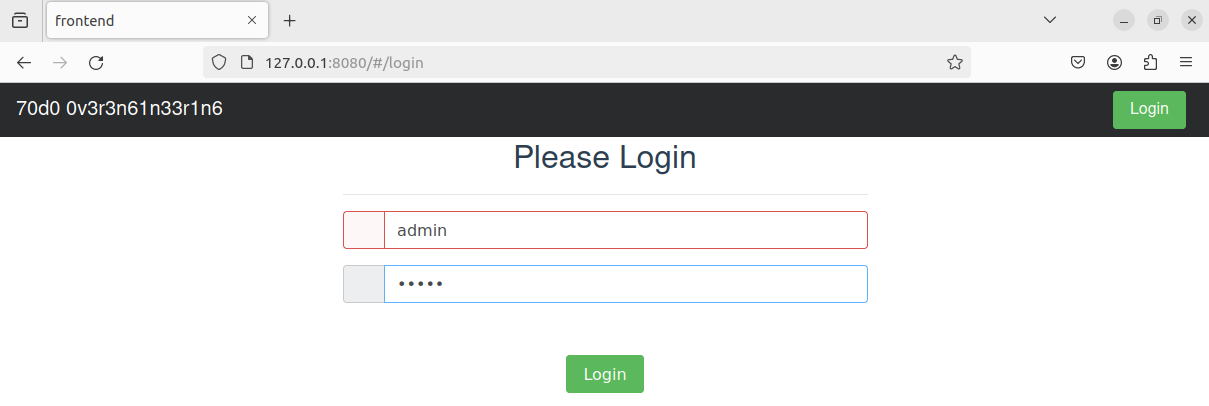 frontend
127.0.0.1:8080/#/login
70d0 0v3r3n61n33r1n6
Login
Please Login
admin
•••••
Login